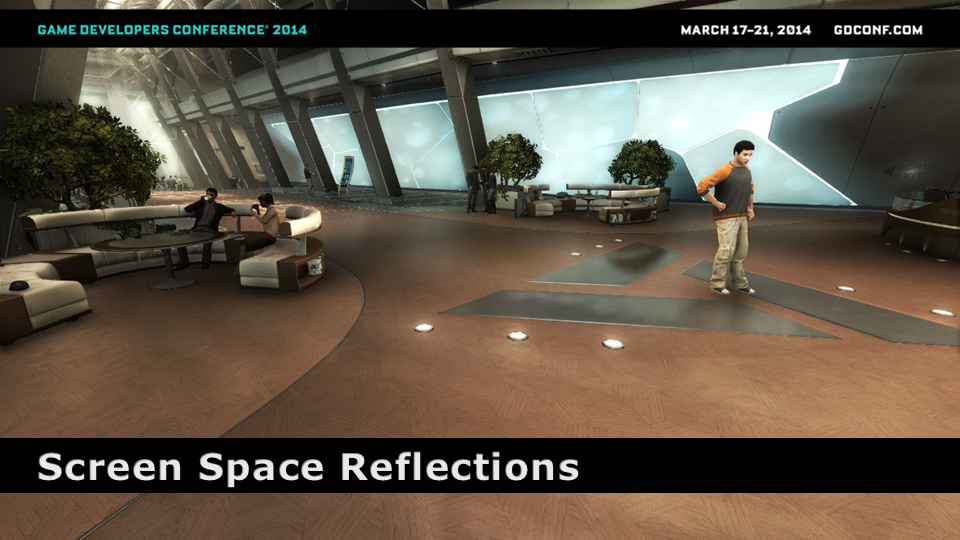 GAME DEVELOPERS CONFERENCE® 2014
MARCH 17–21, 2014 GDCONF.COM
Screen Space Reflections